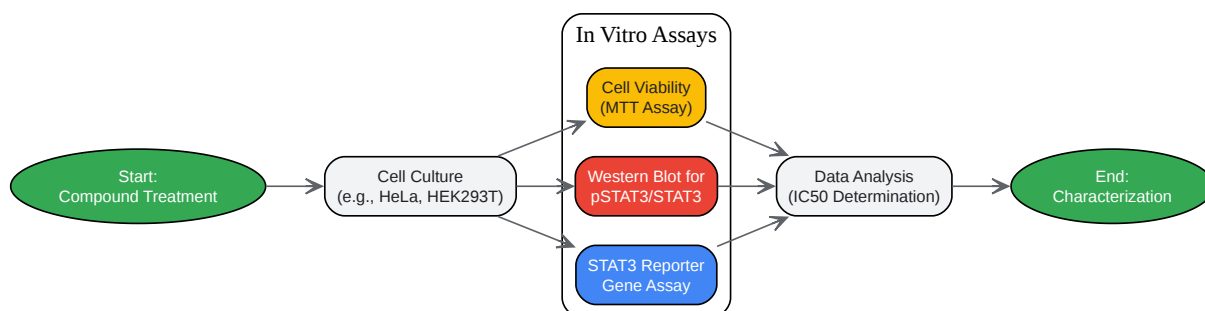 In Vitro Assays
Start:
Compound Treatment
Cell Culture
(e.g., HeLa, HEK293T)
Cell Viability
(MTT Assay)
Western Blot for
pSTAT3/STAT3
STAT3 Reporter
Gene Assay
Data Analysis
(IC50 Determination)
End:
Characterization